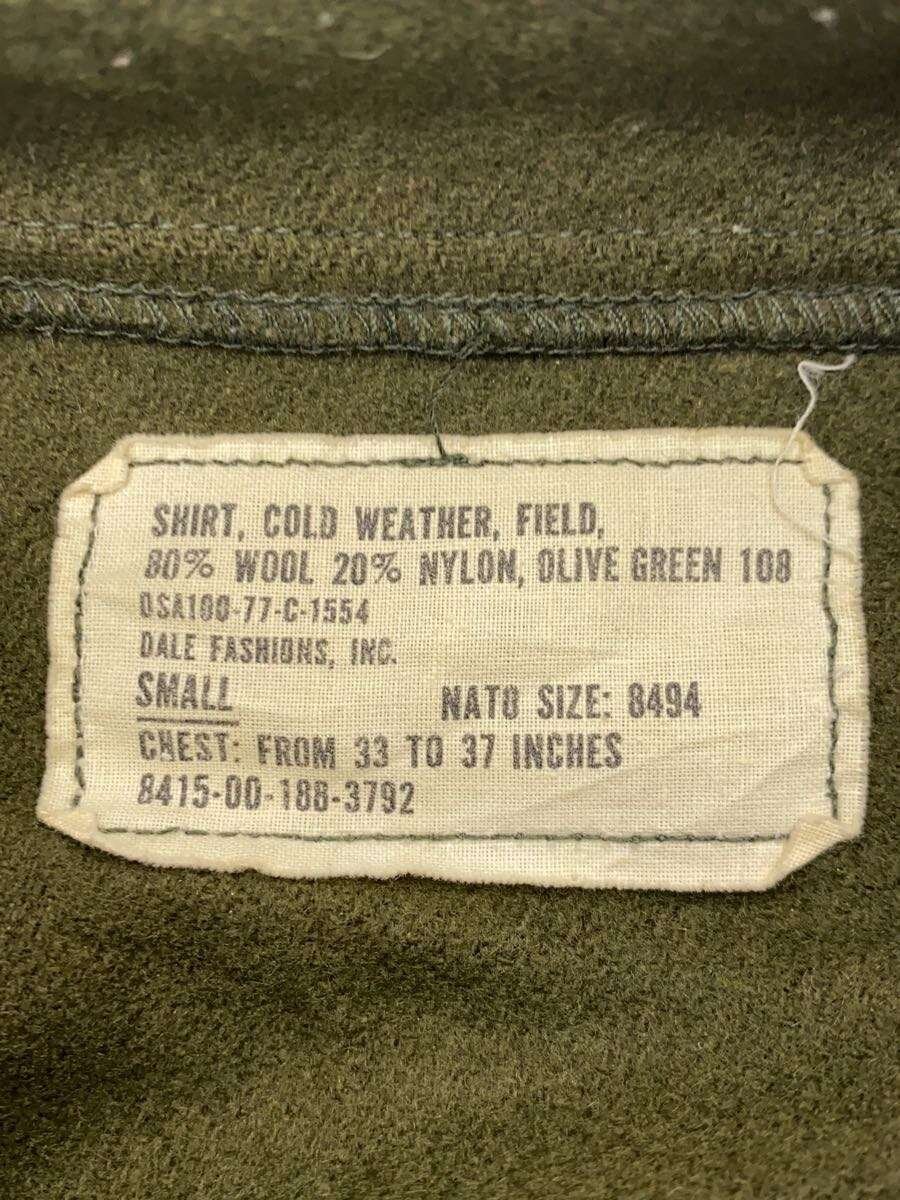 SHIRT, COLD WEATHER, FIELD,
80% WOOL 20% NYLON, OLIVE GREEN 108
DSA100-77-C-1554
DALE FASHIONS, INC.
SMALL NATO SIZE: 8494
CHEST: FROM 33 TO 37 INCHES
8415-00-188-3792